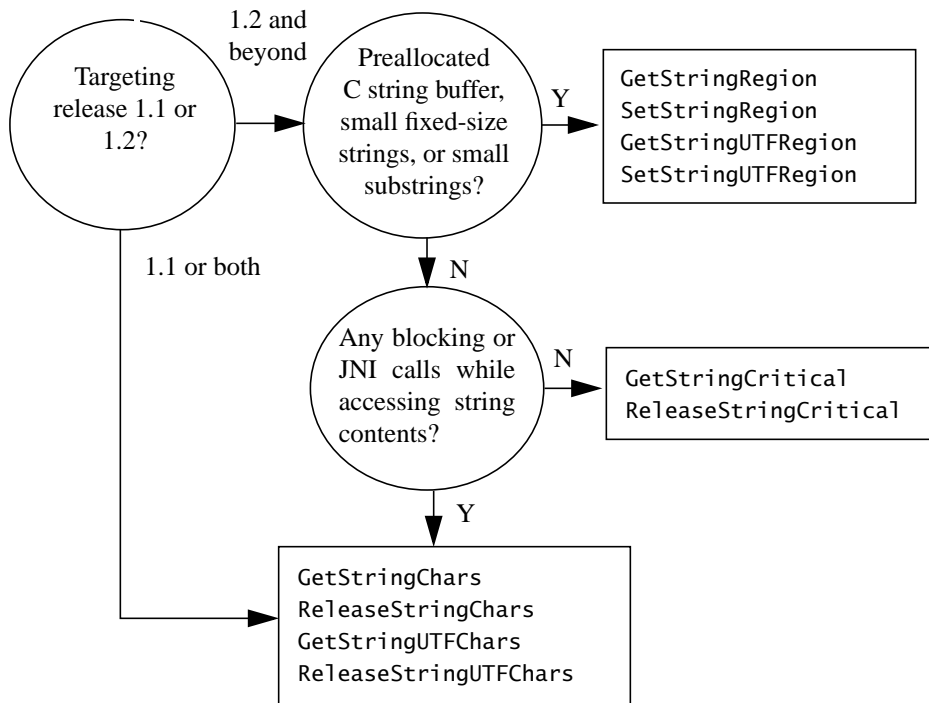 Targeting
release 1.1 or
1.2?
1.2 and
beyond
Preallocated
C string buffer,
small fixed-size
strings, or small
substrings?
Y
GetStringRegion
SetStringRegion
GetStringUTFRegion
SetStringUTFRegion
1.1 or both
N
Any blocking or
JNI calls while
accessing string
contents?
N
GetStringCritical
ReleaseStringCritical
Y
GetStringChars
ReleaseStringChars
GetStringUTFChars
ReleaseStringUTFChars